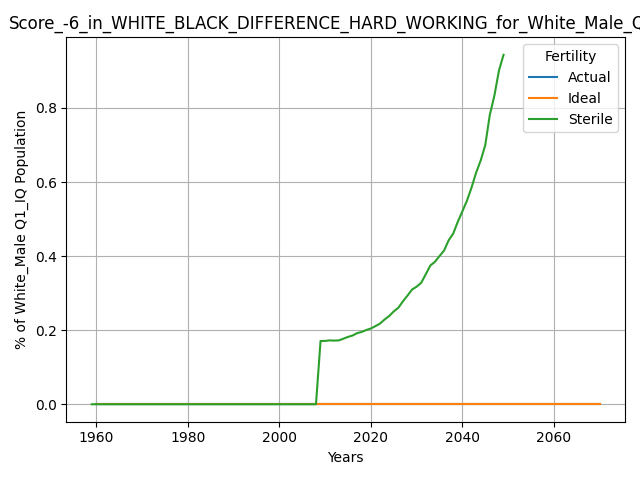 Score_-6_in_WHITE_BLACK_DIFFERENCE_HARD_WORKING_for_White_Male_Q
Fertility
Actual
Ideal
Sterile
% of White_Male Q1_IQ Population
0.8
0.6
0.4
0.2
0.0
1960 1980 2000 2020 2040 2060
Years